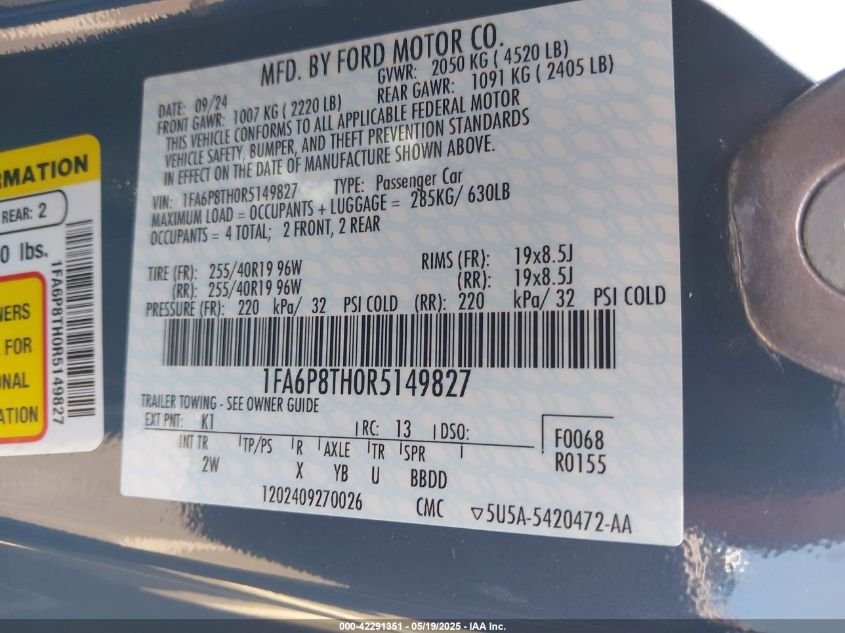 MFD. BY FORD MOTOR CO.
DATE: 09/24 GVWR: 2050 KG ( 4520 LB)
FRONT GAWR: 1007 KG ( 2220 LB) REAR GAWR: 1091 KG ( 2405 LB)
THIS VEHICLE CONFORMS TO ALL APPLICABLE FEDERAL MOTOR
VEHICLE SAFETY, BUMPER, AND THEFT PREVENTION STANDARDS
IN EFFECT ON THE DATE OF MANUFACTURE SHOWN ABOVE.
VIN: 1FA6P8TH0R5149827 TYPE: Passenger Car
MAXIMUM LOAD = OCCUPANTS + LUGGAGE = 285KG/ 630LB
OCCUPANTS = 4 TOTAL; 2 FRONT, 2 REAR
TIRE (FR): 255/40R19 96W RIMS (FR): 19x8.5J
(RR): 255/40R19 96W (RR): 19x8.5J
PRESSURE (FR): 220 kPa/ 32 PSI COLD (RR): 220 kPa/ 32 PSI COLD
1FA6P8TH0R5149827
TRAILER TOWING - SEE OWNER GUIDE
EXT PNT: K1 RC: 13 DSO:
F0068
R0155
INT TR TP/PS R AXLE TR SPR
2W X YB U BBDD
1202409270026 CMC ▽5U5A-5420472-AA
RMATION
REAR: 2
0 lbs.
NERS
FOR
ONAL
ATION
1FA6P8TH0R5149827
000-42291351 - 05/19/2025 - IAA Inc.